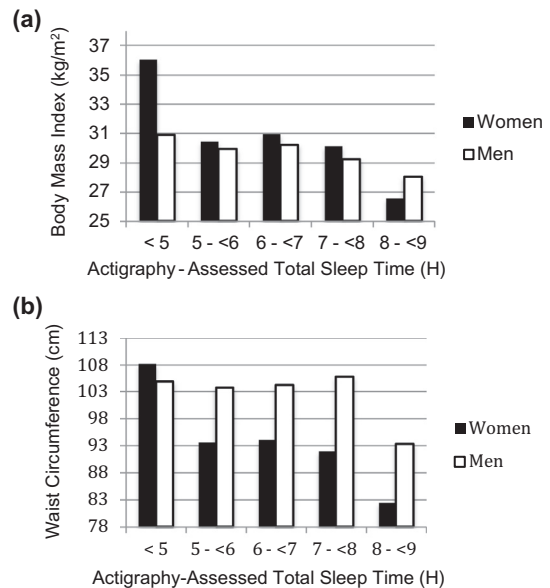 (a)
Body Mass Index (kg/m²)
37
35
33
31
29
27
25
< 5 5 - <6 6 - <7 7 - <8 8 - <9
Actigraphy-Assessed Total Sleep Time (H)
Women
Men
(b)
Waist Circumference (cm)
113
108
103
98
93
88
83
78
< 5 5 - <6 6 - <7 7 - <8 8 - <9
Actigraphy-Assessed Total Sleep Time (H)
Women
Men